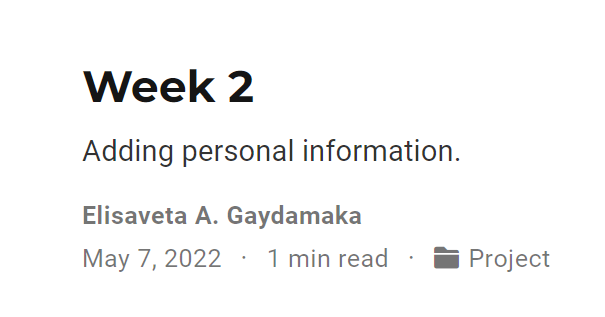 Week 2
Adding personal information.
Elisaveta A. Gaydamaka
May 7, 2022 · 1 min read · Project